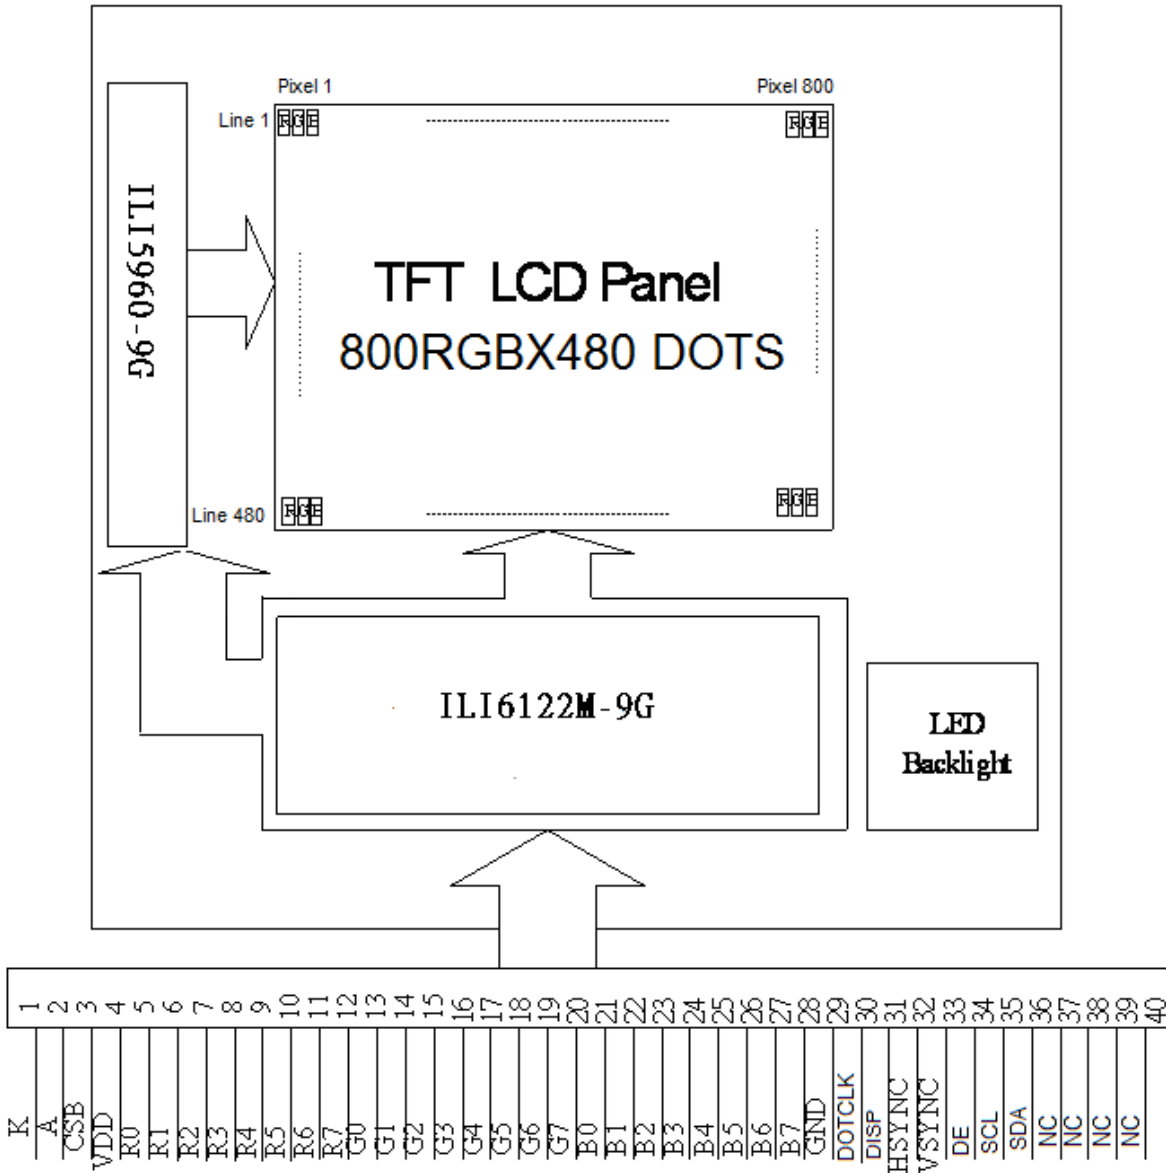 Pixel 1
Pixel 800
Line 1
RGB
RGB
ILI5960-9G
TFT LCD Panel
800RGBX480 DOTS
Line 480
RGB
RGB
ILI6122M-9G
LED
Backlight
1 2 3 4 5 6 7 8 9 10 11 12 13 14 15 16 17 18 19 20 21 22 23 24 25 26 27 28 29 30 31 32 33 34 35 36 37 38 39 40
K A CSB VDD R0 R1 R2 R3 R4 R5 R6 R7 G0 G1 G2 G3 G4 G5 G6 G7 B0 B1 B2 B3 B4 B5 B6 B7 GND DOTCLK DISP HSYNC VSYNC DE SCL SDA NC NC NC NC